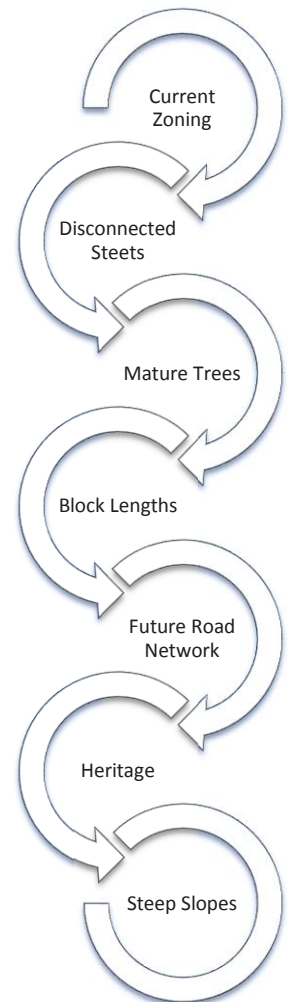 Current
Zoning
Disconnected
Steets
Mature Trees
Block Lengths
Future Road
Network
Heritage
Steep Slopes